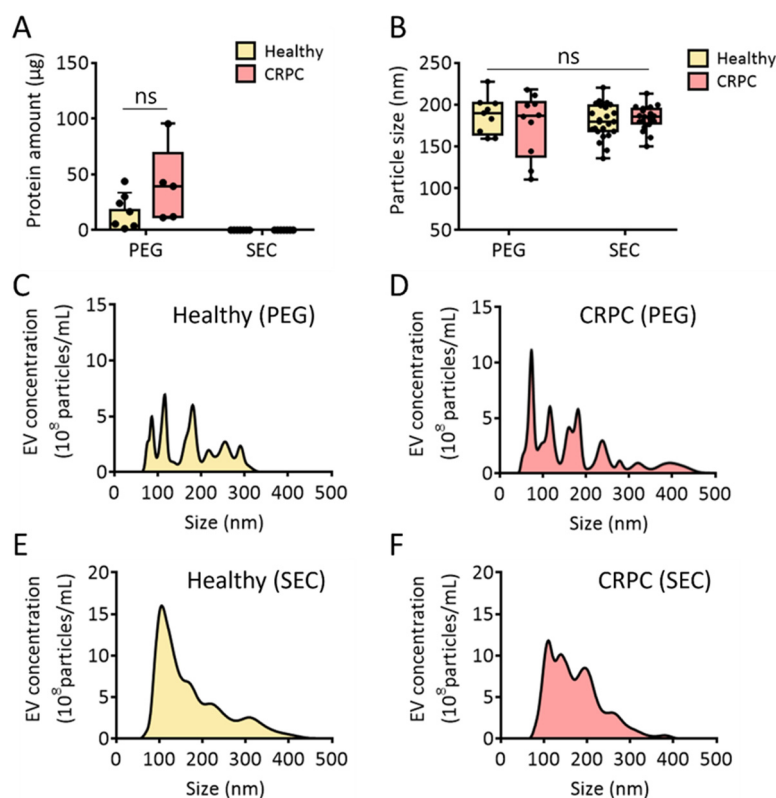 A
Protein amount (µg)
150
100
50
0
ns
Healthy
CRPC
PEG
SEC
B
Particle size (nm)
250
200
150
100
50
ns
Healthy
CRPC
PEG
SEC
C
Healthy (PEG)
EV concentration
(10⁸ particles/mL)
15
10
5
0
0 100 200 300 400 500
Size (nm)
D
CRPC (PEG)
EV concentration
(10⁸ particles/mL)
15
10
5
0
0 100 200 300 400 500
Size (nm)
E
Healthy (SEC)
EV concentration
(10⁸particles/mL)
20
15
10
5
0
0 100 200 300 400 500
Size (nm)
F
CRPC (SEC)
EV concentration
(10⁸particles/mL)
20
15
10
5
0
0 100 200 300 400 500
Size (nm)